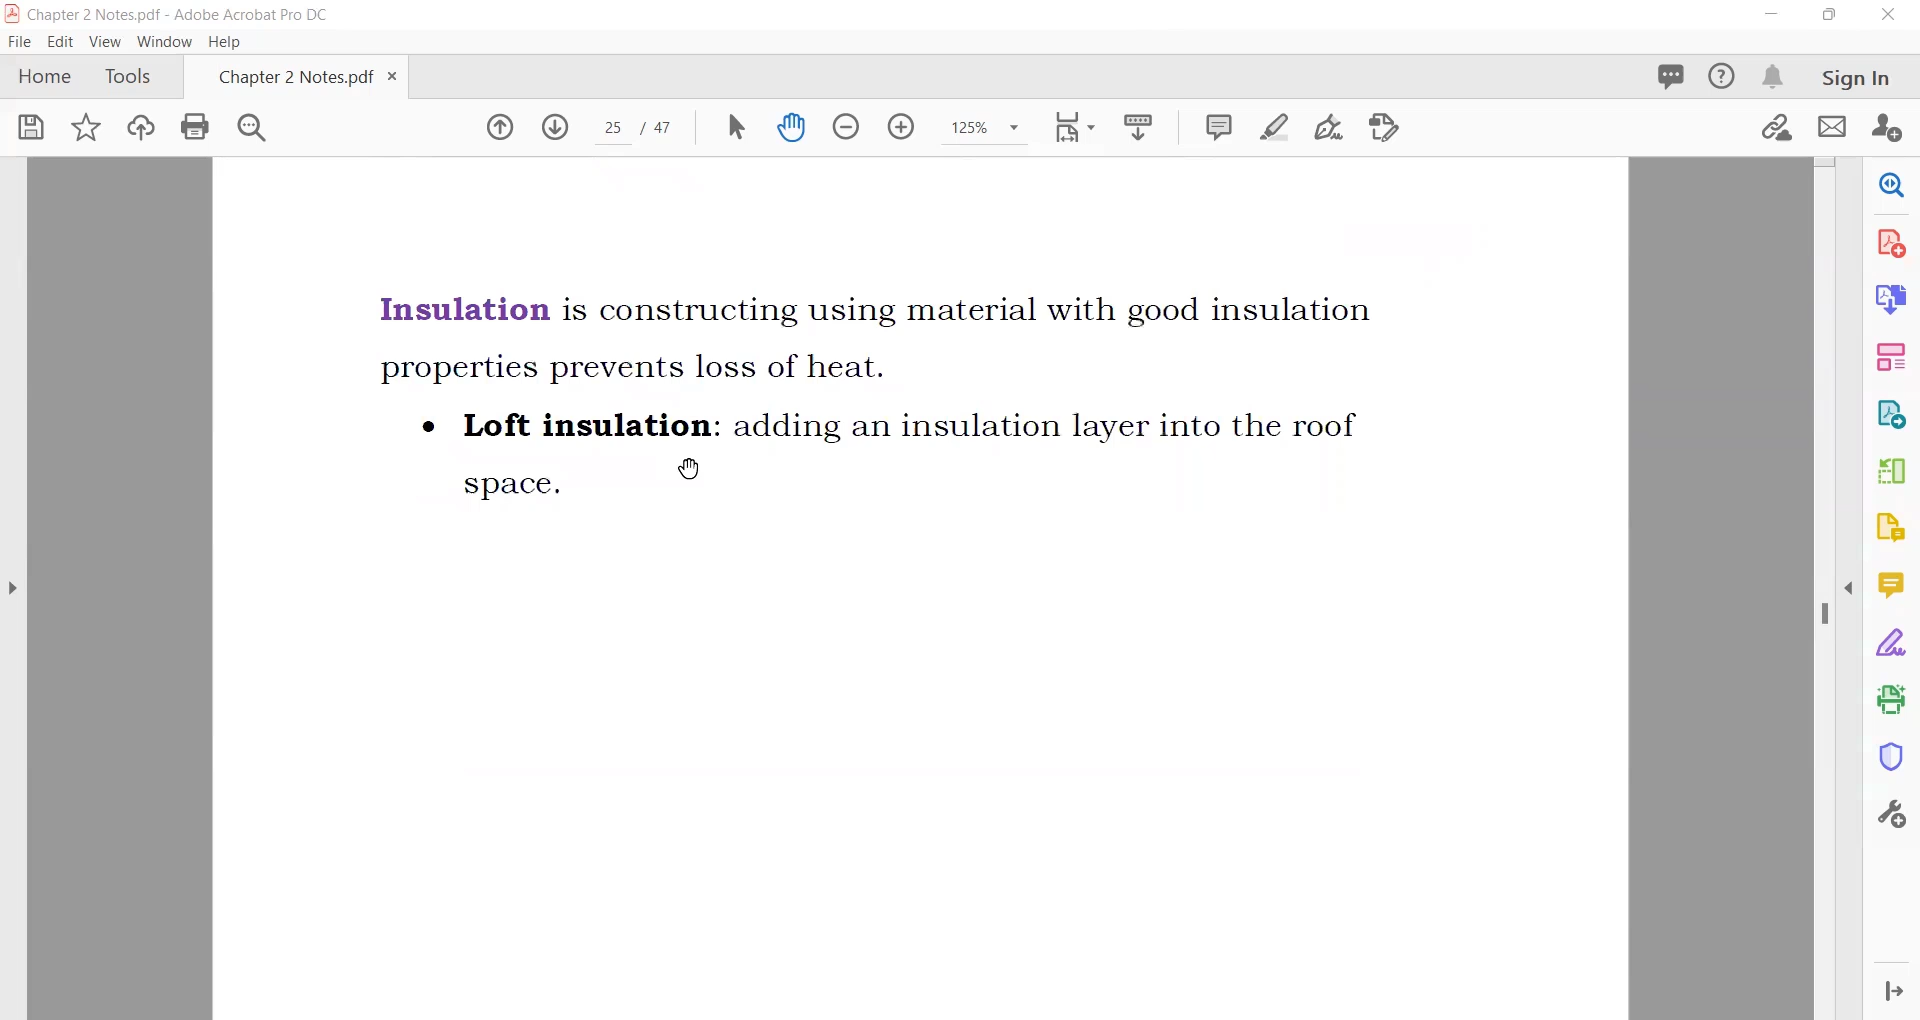 Chapter 2 Notes.pdf - Adobe Acrobat Pro DC
File Edit View Window Help
Home Tools Chapter 2 Notes.pdf × Sign In
25 / 47 125%
Insulation is constructing using material with good insulation
properties prevents loss of heat.
• Loft insulation: adding an insulation layer into the roof
space.